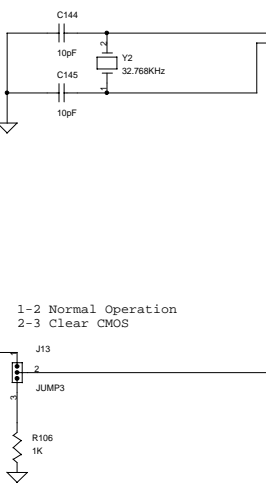 C144
10pF
2
Y2
32.768KHz
1
C145
10pF
1-2 Normal Operation
2-3 Clear CMOS
J13
1
2
3
JUMP3
R106
1K